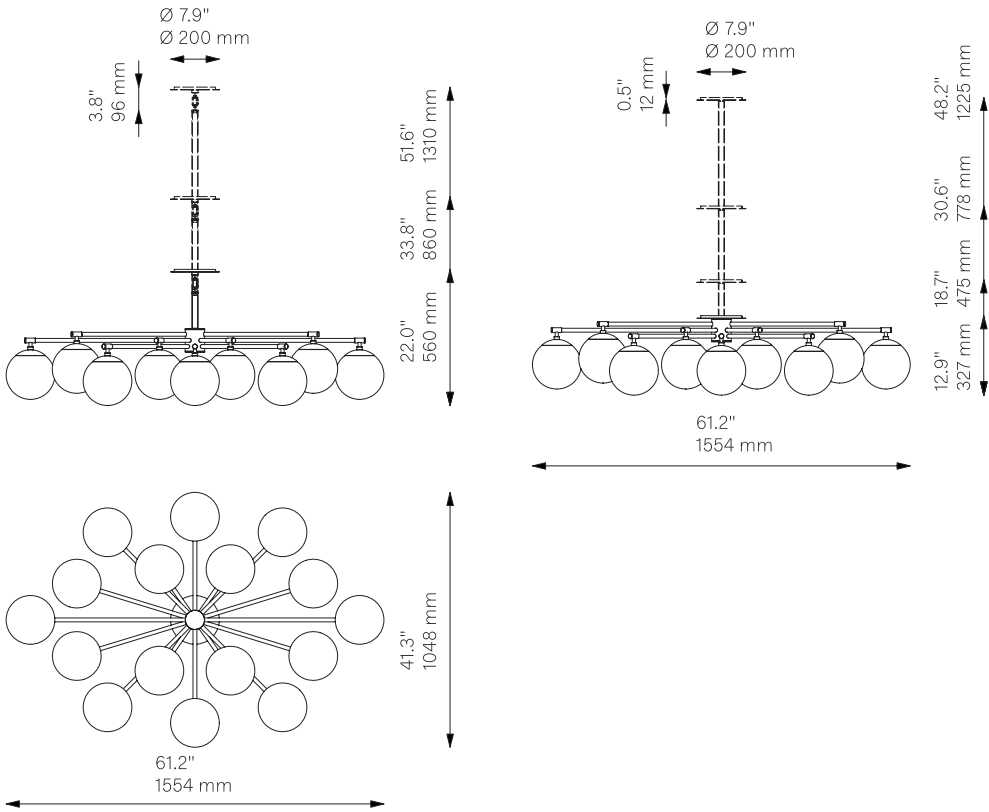 Ø 7.9"
Ø 200 mm
3.8"
96 mm
51.6"
1310 mm
33.8"
860 mm
22.0"
560 mm
Ø 7.9"
Ø 200 mm
0.5"
12 mm
48.2"
1225 mm
30.6"
778 mm
18.7"
475 mm
12.9"
327 mm
61.2"
1554 mm
41.3"
1048 mm
61.2"
1554 mm